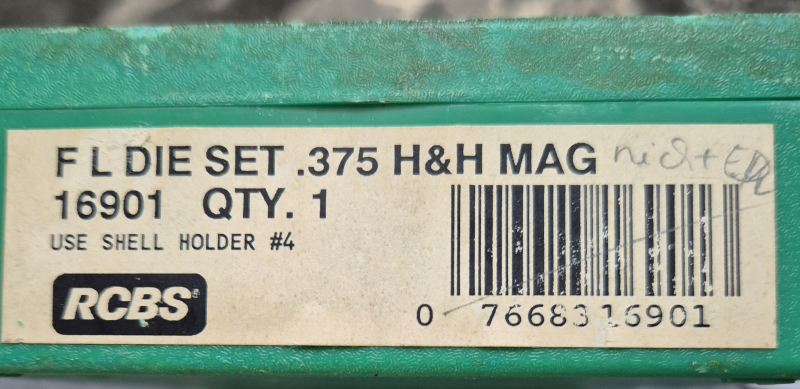 F L DIE SET .375 H&H MAG
16901 QTY. 1
USE SHELL HOLDER #4
RCBS®
0 76683 16901